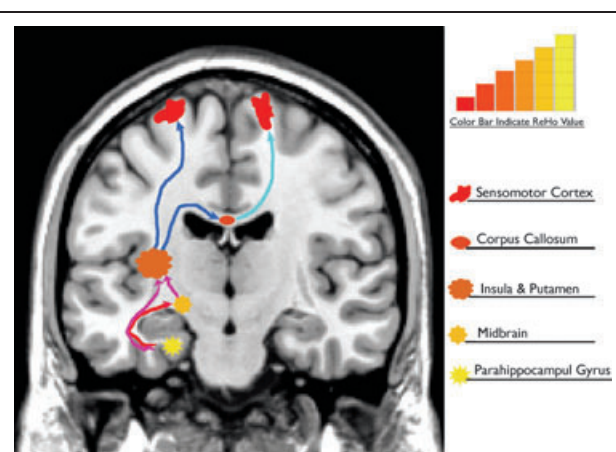 Color Bar Indicate ReHo Value
Sensomotor Cortex
Corpus Callosum
Insula & Putamen
Midbrain
Parahippocampul Gyrus